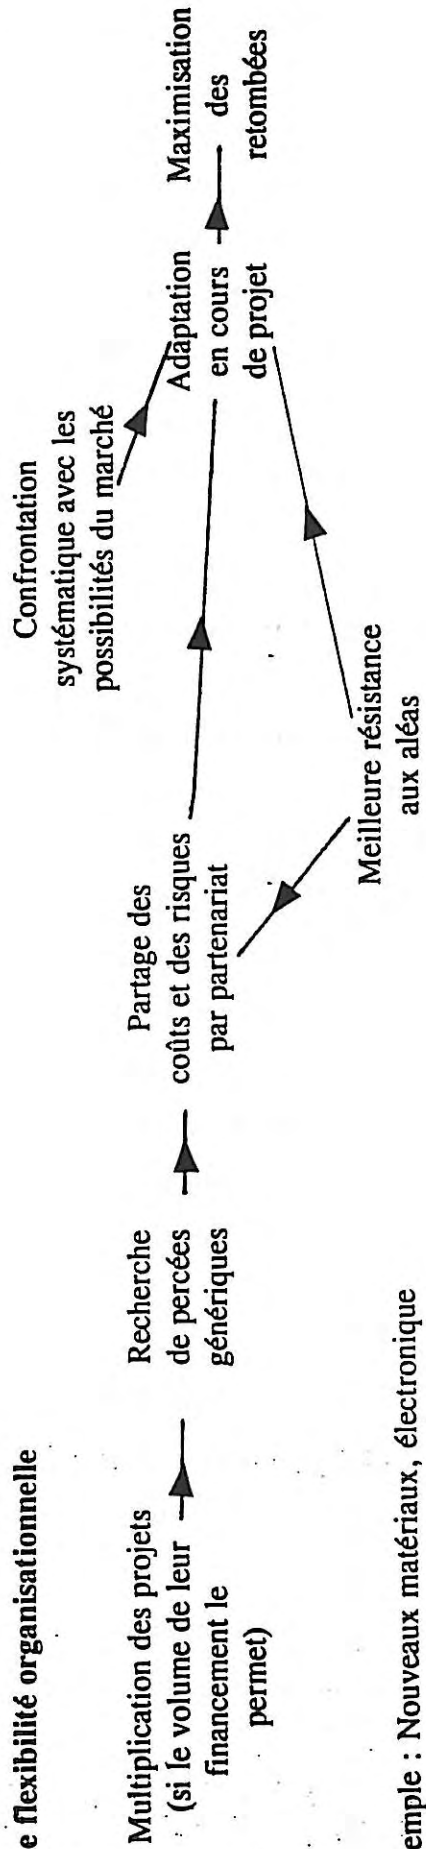 e flexibilité organisationnelle
Multiplication des projets
(si le volume de leur
financement le
permet)
Recherche
de percées
génériques
Partage des
coûts et des risques
par partenariat
Confrontation
systématique avec les
possibilités du marché
Meilleure résistance
aux aléas
Adaptation
en cours
de projet
Maximisation
des
retombées
emple : Nouveaux matériaux, électronique